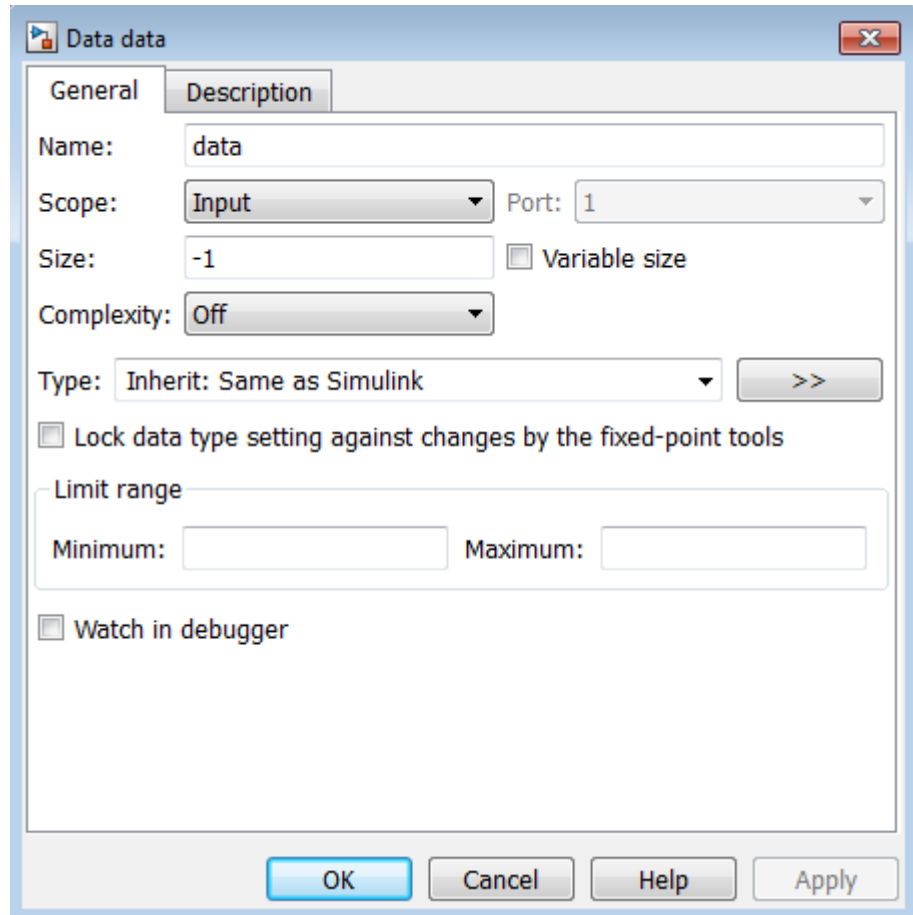 Data data
General Description
Name: data
Scope: Input Port: 1
Size: -1 Variable size
Complexity: Off
Type: Inherit: Same as Simulink >>
Lock data type setting against changes by the fixed-point tools
Limit range
Minimum: Maximum:
Watch in debugger
OK Cancel Help Apply